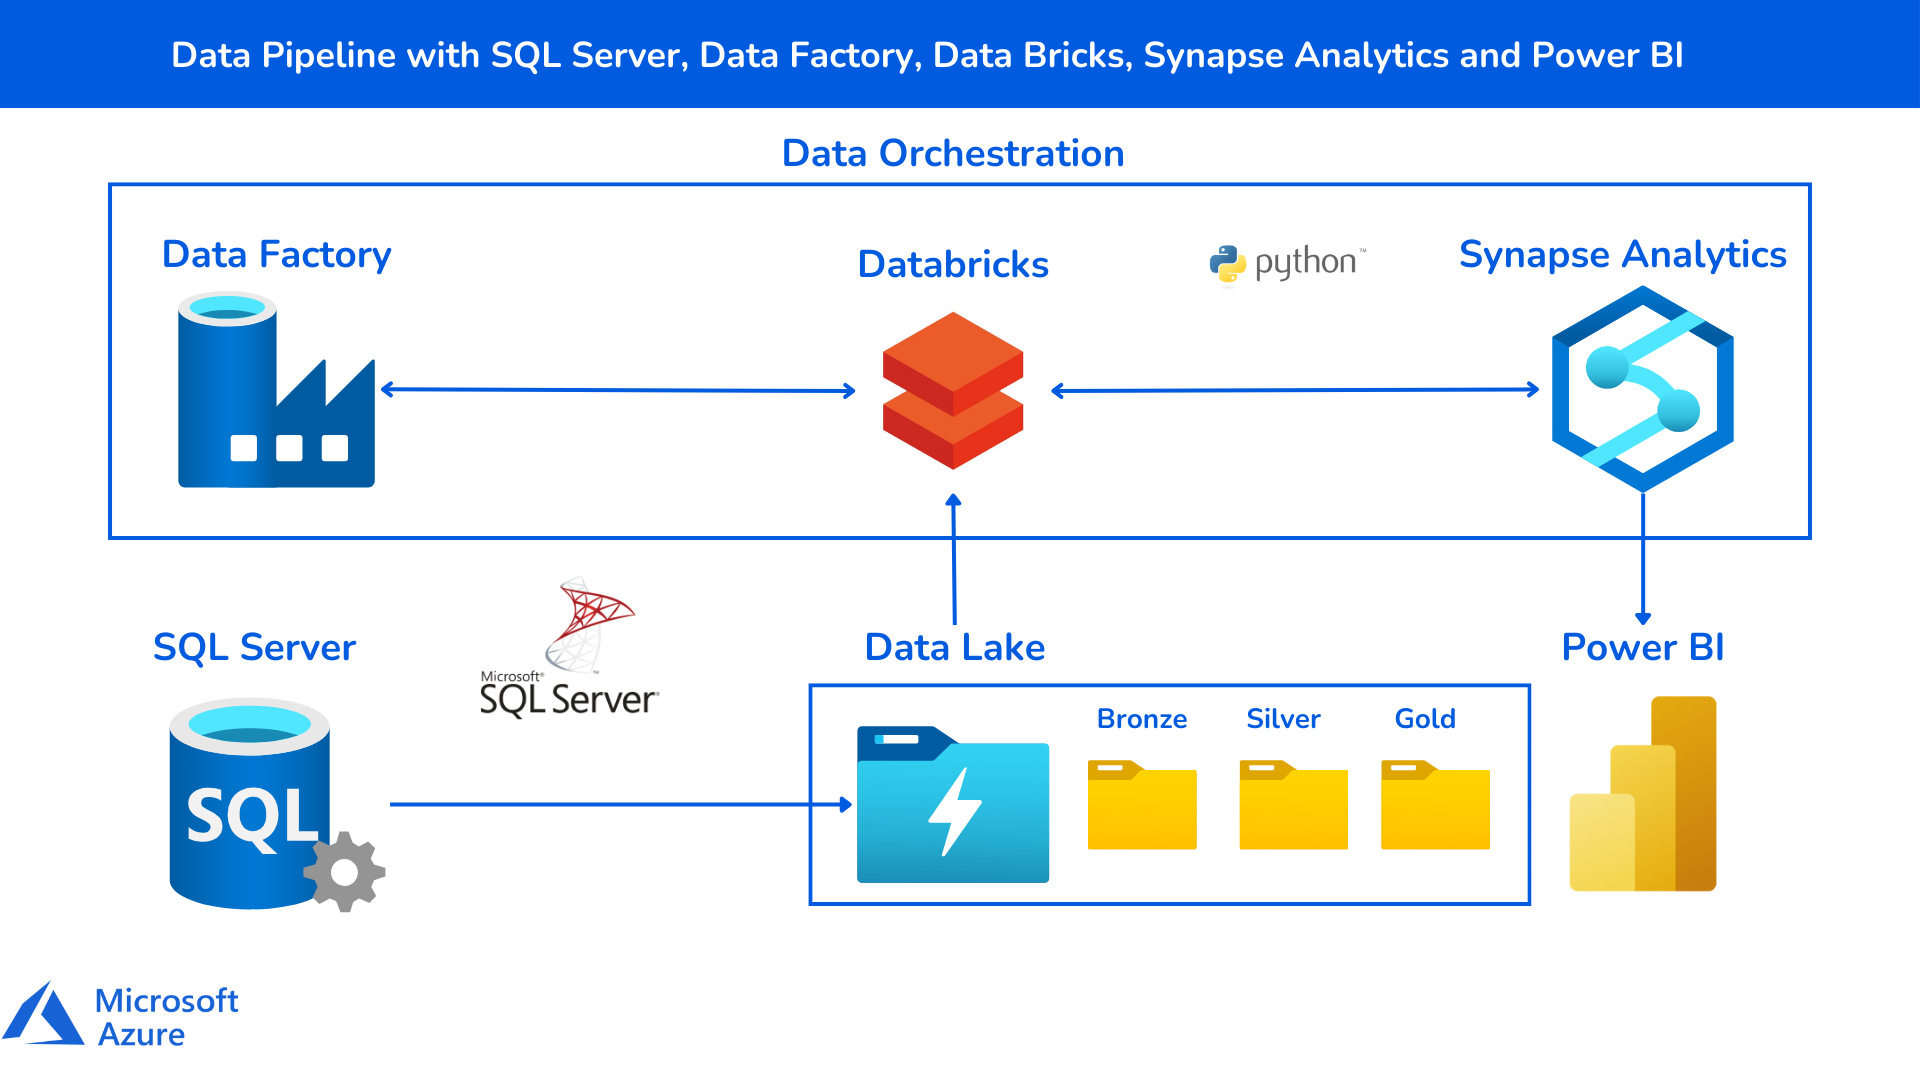 Data Pipeline with SQL Server, Data Factory, Data Bricks, Synapse Analytics and Power BI
Data Orchestration
Data Factory
Databricks
python™
Synapse Analytics
SQL Server
Microsoft®
SQL Server®
Data Lake
Power BI
Bronze
Silver
Gold
SQL
Microsoft
Azure